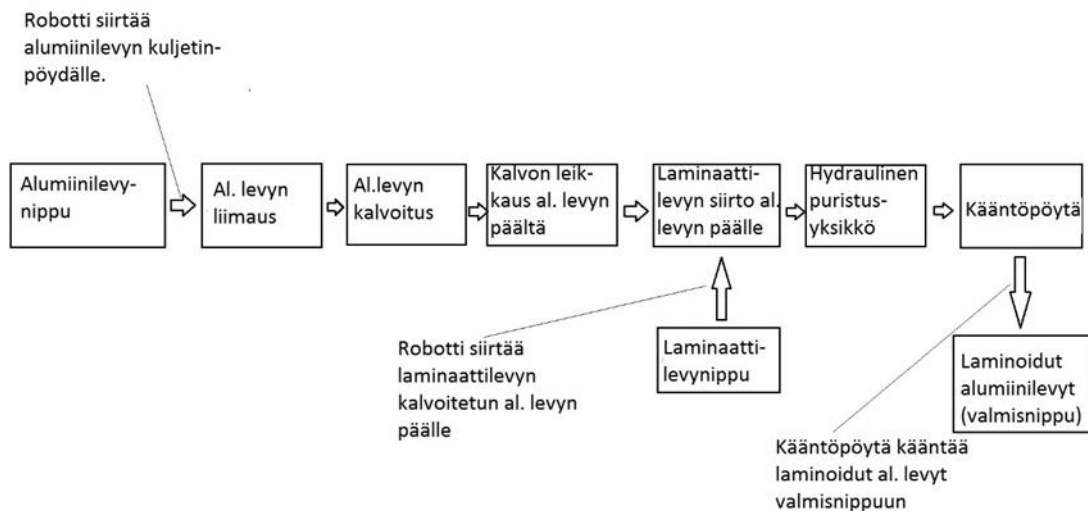 Robotti siirtää
alumiinilevyn kuljetin-
pöydälle.
Alumiinilevy-
nippu
Al. levyn
liimaus
Al.levyn
kalvoitus
Kalvon leik-
kaus al. levyn
päältä
Laminaatti-
levyn siirto al.
levyn päälle
Hydraulinen
puristus-
yksikkö
Kääntöpöytä
Robotti siirtää
laminaattilevyn
kalvoitetun al. levyn
päälle
Laminaatti-
levynippu
Laminoidut
alumiinilevyt
(valmisnippu)
Kääntöpöytä kääntää
laminoidut al. levyt
valmisnippuun